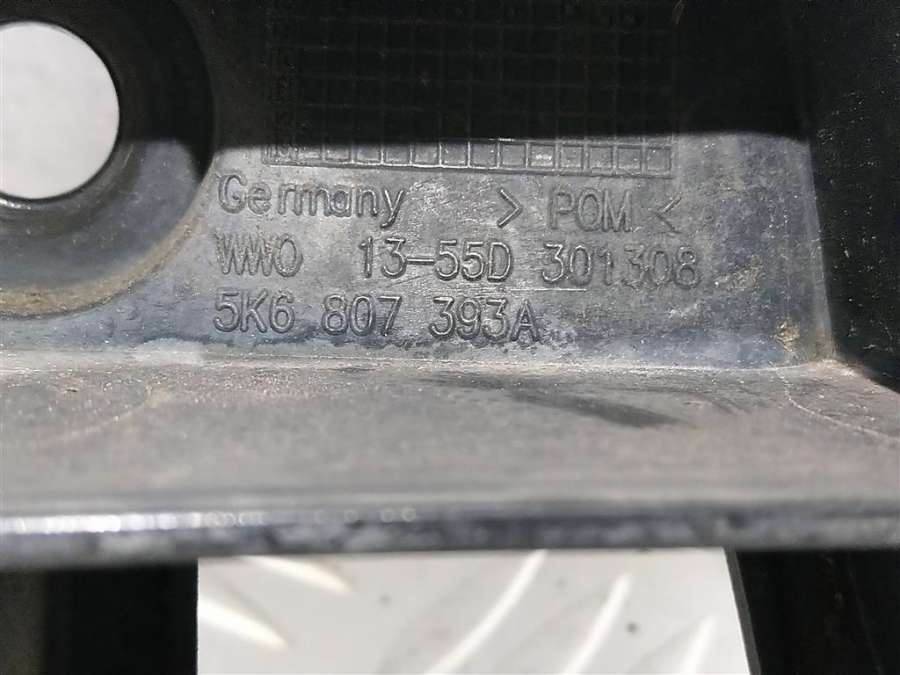 Germany > POM <
WWO 13-55D 301308
5K6 807 393A